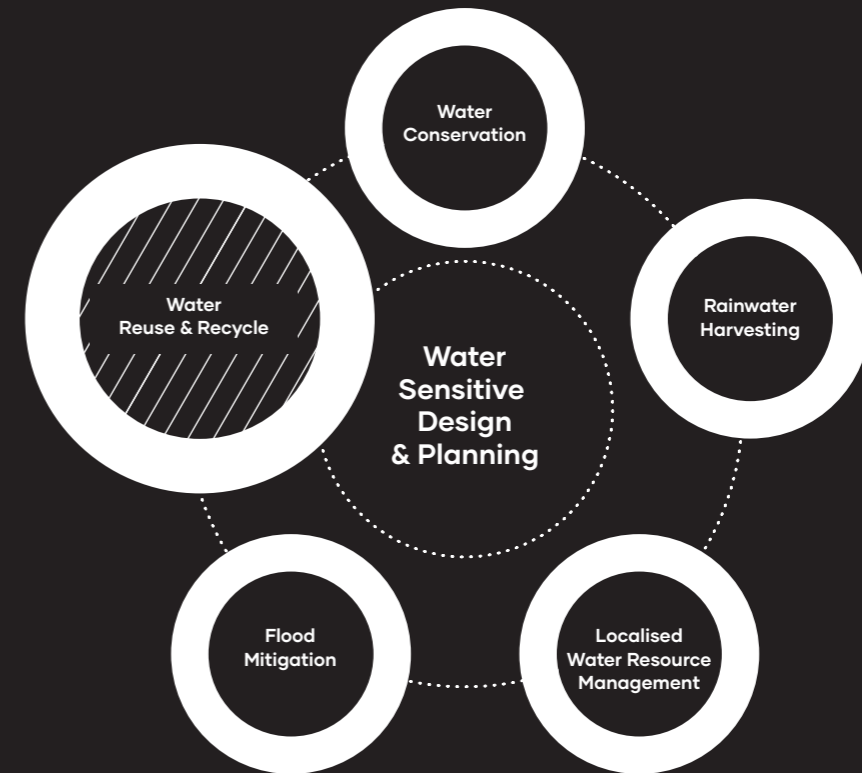 Water
Conservation
Rainwater
Harvesting
Water
Reuse & Recycle
Water
Sensitive
Design
& Planning
Flood
Mitigation
Localised
Water Resource
Management